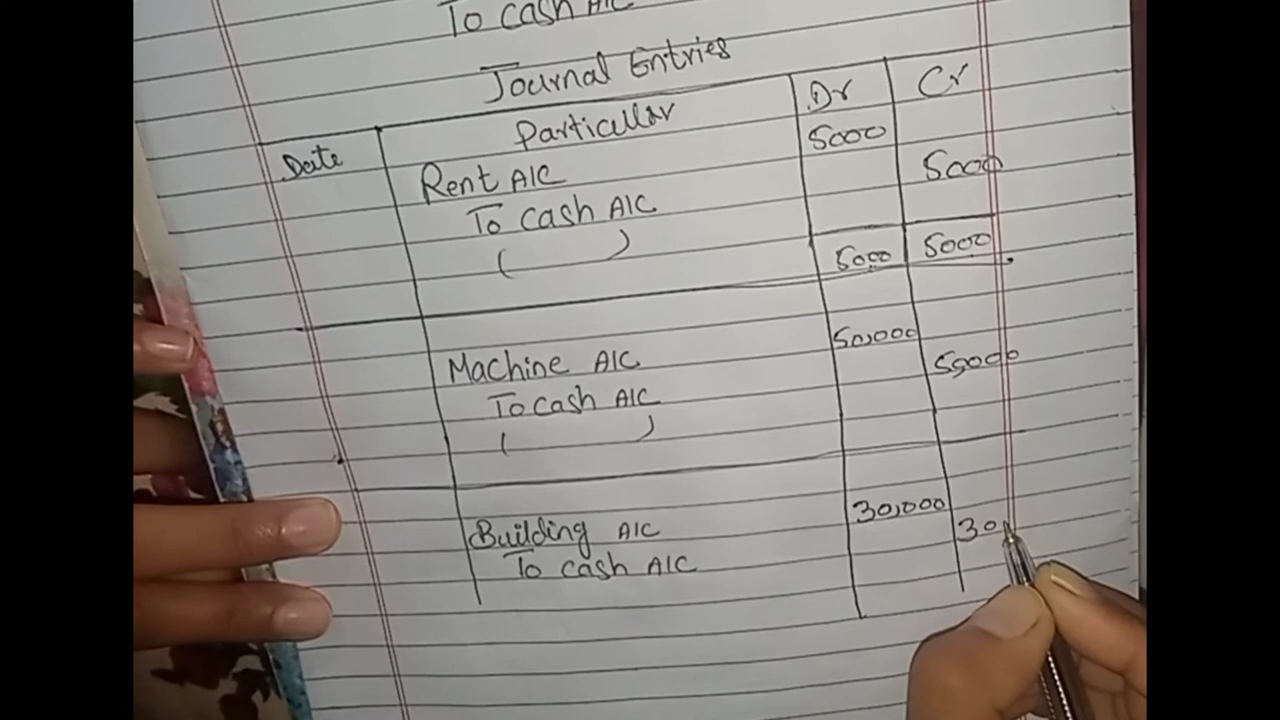 To cash A/C
Journal Entries
Date Particular Dr Cr
Rent A/C 5000
To cash A/C 5000
( )
5000 5000
Machine A/C 50,000
To cash A/C 50,000
( )
Building A/C 30,000
To cash A/C 30